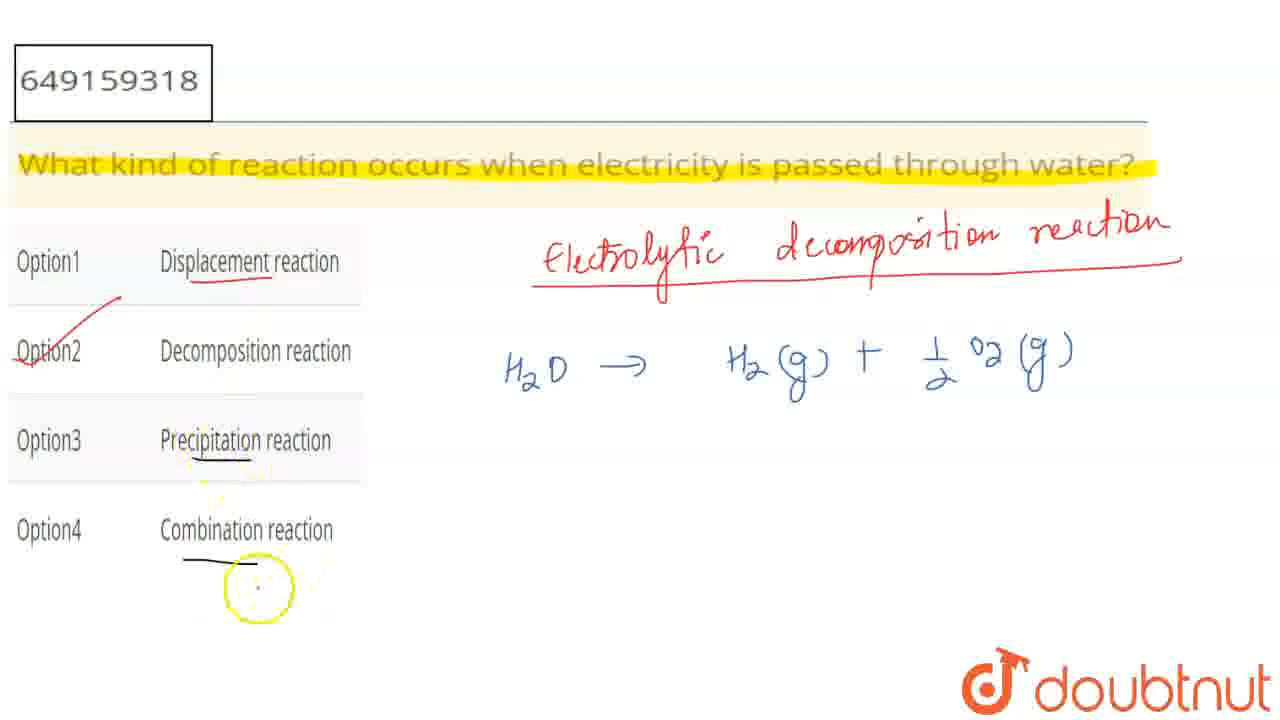 649159318
What kind of reaction occurs when electricity is passed through water?
Electrolytic decomposition reaction
Option1 Displacement reaction
Option2 Decomposition reaction
H₂O → H₂(g) + 1/2 O₂(g)
Option3 Precipitation reaction
Option4 Combination reaction
doubtnut